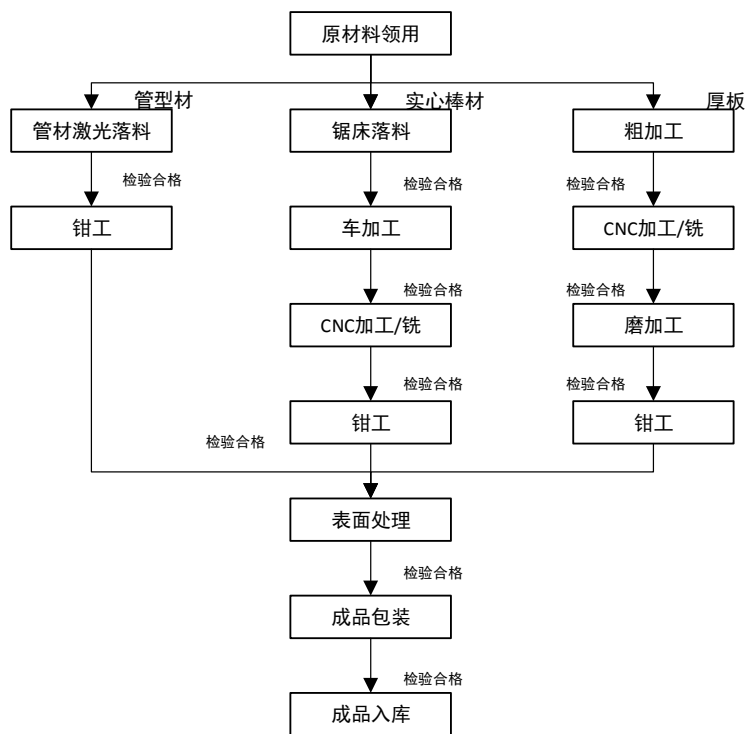 原材料领用
管型材
实心棒材
厚板
管材激光落料
锯床落料
粗加工
检验合格
检验合格
检验合格
钳工
车加工
CNC加工/铣
检验合格
检验合格
CNC加工/铣
磨加工
检验合格
检验合格
钳工
钳工
检验合格
表面处理
检验合格
成品包装
检验合格
成品入库